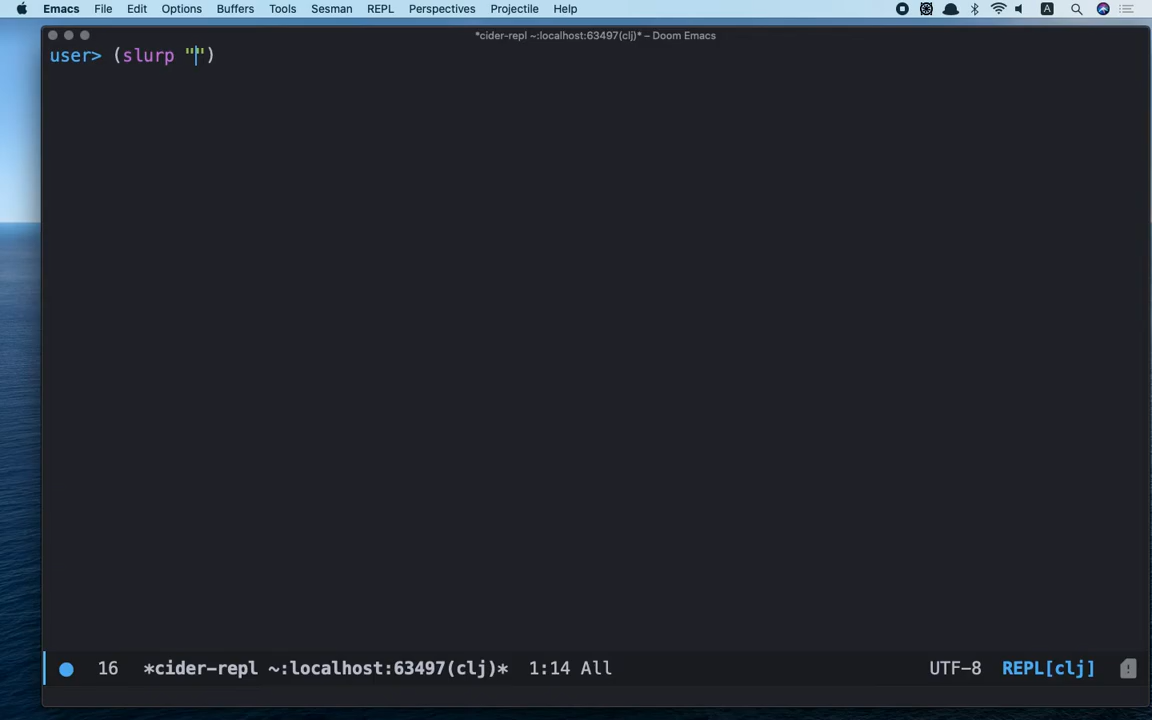 Emacs File Edit Options Buffers Tools Sesman REPL Perspectives Projectile Help A
*cider-repl ~:localhost:63497(clj)* – Doom Emacs
user> (slurp "")
16 *cider-repl ~:localhost:63497(clj)* 1:14 All UTF-8 REPL[clj]